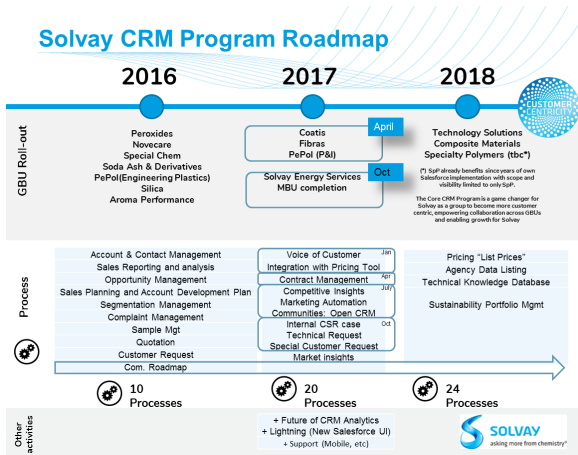 Solvay CRM Program Roadmap
2016
2017
2018
CUSTOMER
CENTRICITY
GBU Roll-out
Peroxides
Novecare
Special Chem
Soda Ash & Derivatives
PePol(Engineering Plastics)
Silica
Aroma Performance
April
Coatis
Fibras
PePol (P&I)
Oct
Solvay Energy Services
MBU completion
Technology Solutions
Composite Materials
Specialty Polymers (tbc*)
(*) SpP already benefits since years of own
Salesforce implementation with scope and
visibility limited to only SpP.
The Core CRM Program is a game changer for
Solvay as a group to become more customer
centric, empowering collaboration across GBUs
and enabling growth for Solvay
Process
Account & Contact Management
Sales Reporting and analysis
Opportunity Management
Sales Planning and Account Development Plan
Segmentation Management
Complaint Management
Sample Mgt
Quotation
Customer Request
Com. Roadmap
Voice of Customer
Jan
Integration with Pricing Tool
Contract Management
Apr
Competitive Insights
July
Marketing Automation
Communities: Open CRM
Internal CSR case
Oct
Technical Request
Special Customer Request
Market insights
Pricing "List Prices"
Agency Data Listing
Technical Knowledge Database
Sustainability Portfolio Mgmt
10
Processes
20
Processes
24
Processes
Other
activities
+ Future of CRM Analytics
+ Lightning (New Salesforce UI)
+ Support (Mobile, etc)
SOLVAY
asking more from chemistry®